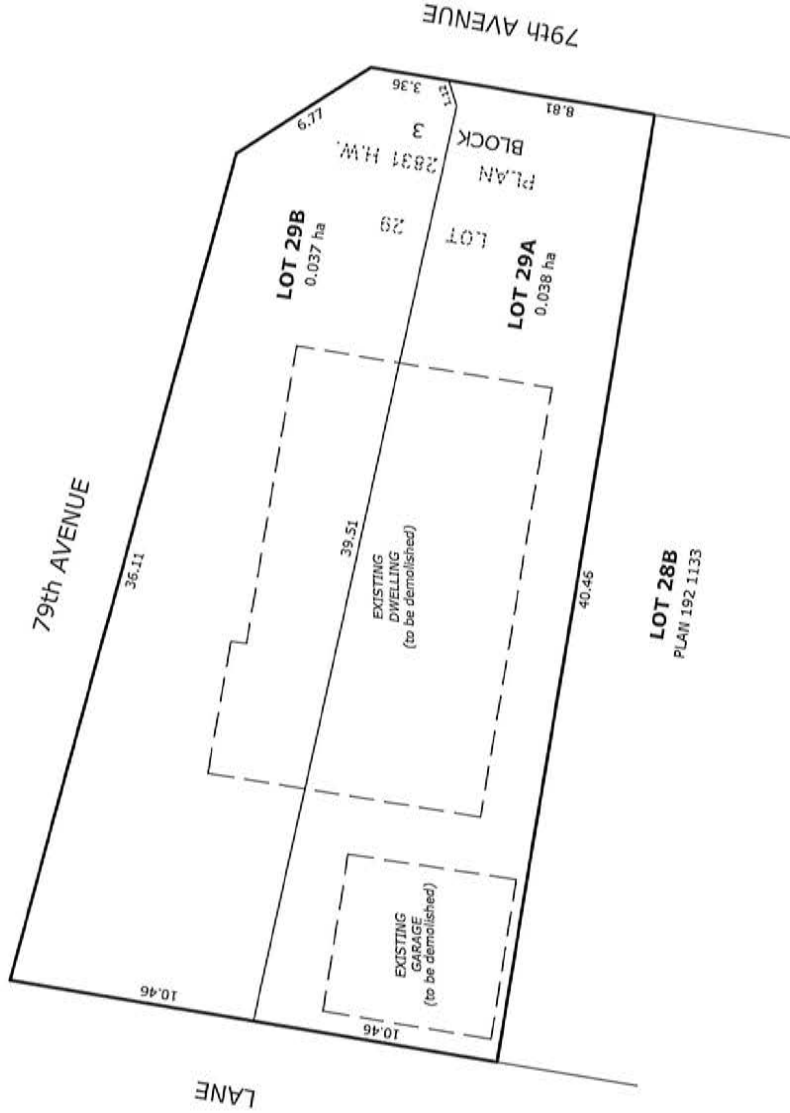 79th AVENUE
3.36
6.77
1.12
8.81
3
BLOCK
2831 H.W.
PLAN
29
LOT
LOT 29B
0.037 ha
LOT 29A
0.038 ha
79th AVENUE
36.11
39.51
EXISTING
DWELLING
(to be demolished)
40.46
LOT 28B
PLAN 192 1133
EXISTING
GARAGE
(to be demolished)
10.46
10.46
LANE